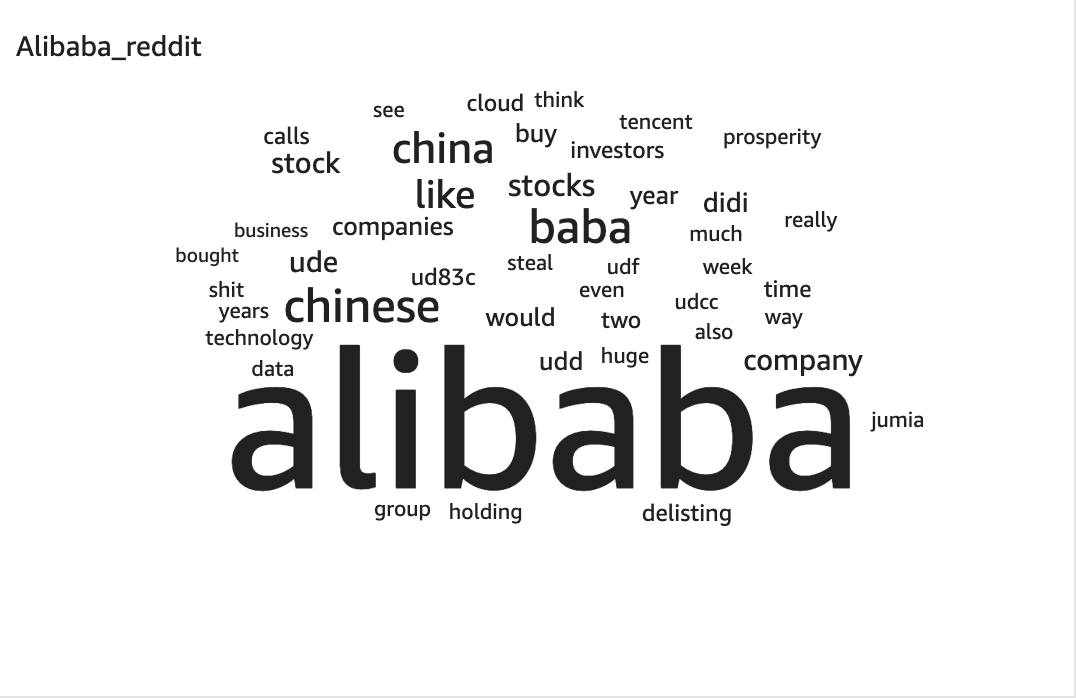 Alibaba_reddit
see cloud think
calls china buy tencent prosperity
stock investors
like stocks year didi
business companies baba much really
bought ude ud83c steal udf week
shit even time
years chinese would two udcc way
technology also
data udd huge company
alibaba jumia
group holding delisting